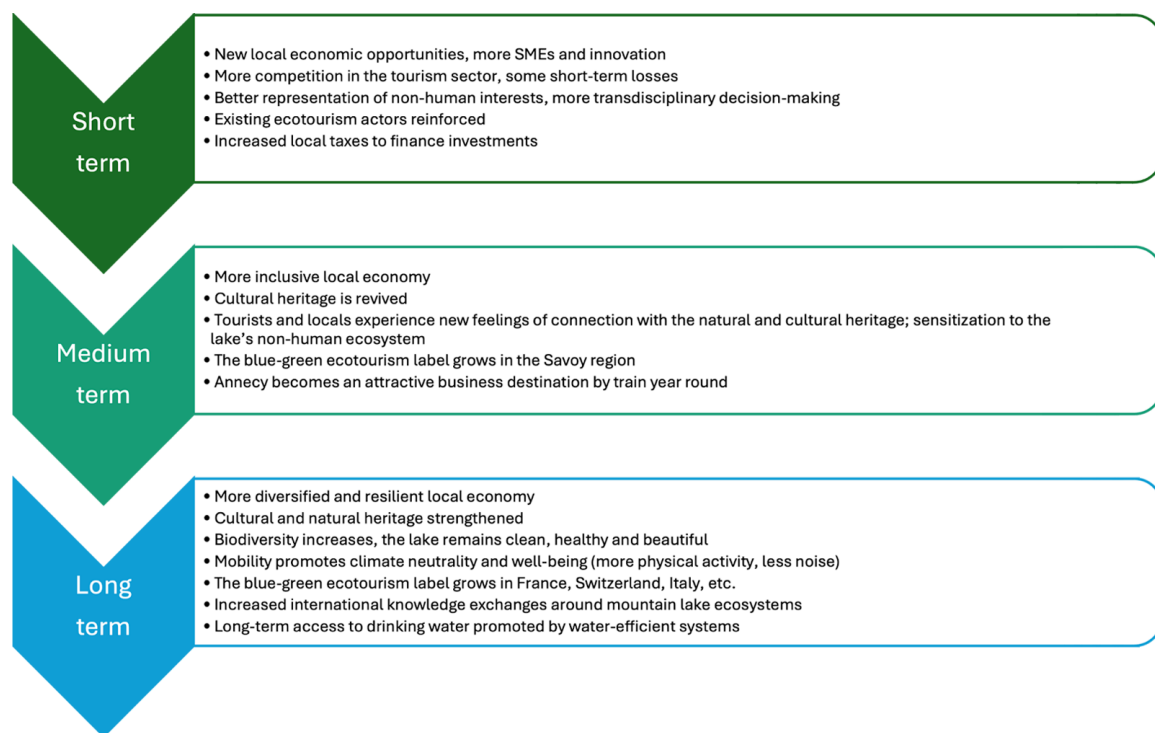 Short
term
• New local economic opportunities, more SMEs and innovation
• More competition in the tourism sector, some short-term losses
• Better representation of non-human interests, more transdisciplinary decision-making
• Existing ecotourism actors reinforced
• Increased local taxes to finance investments
Medium
term
• More inclusive local economy
• Cultural heritage is revived
• Tourists and locals experience new feelings of connection with the natural and cultural heritage; sensitization to the
lake's non-human ecosystem
• The blue-green ecotourism label grows in the Savoy region
• Annecy becomes an attractive business destination by train year round
Long
term
• More diversified and resilient local economy
• Cultural and natural heritage strengthened
• Biodiversity increases, the lake remains clean, healthy and beautiful
• Mobility promotes climate neutrality and well-being (more physical activity, less noise)
• The blue-green ecotourism label grows in France, Switzerland, Italy, etc.
• Increased international knowledge exchanges around mountain lake ecosystems
• Long-term access to drinking water promoted by water-efficient systems